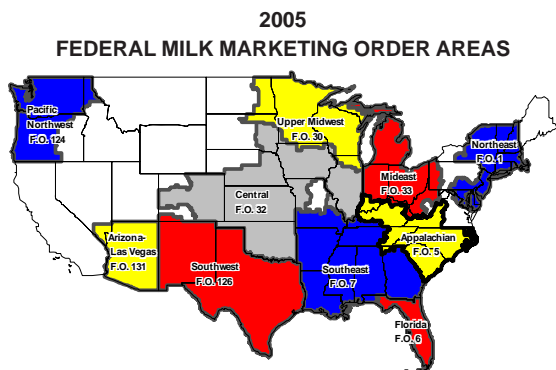 2005
FEDERAL MILK MARKETING ORDER AREAS
Pacific
Northwest
F.O. 124
Upper Midwest
F.O. 30
Northeast
F.O. 1
Mideast
F.O. 33
Central
F.O. 32
Appalachian
F.O. 5
Arizona-
Las Vegas
F.O. 131
Southwest
F.O. 126
Southeast
F.O. 7
Florida
F.O. 6